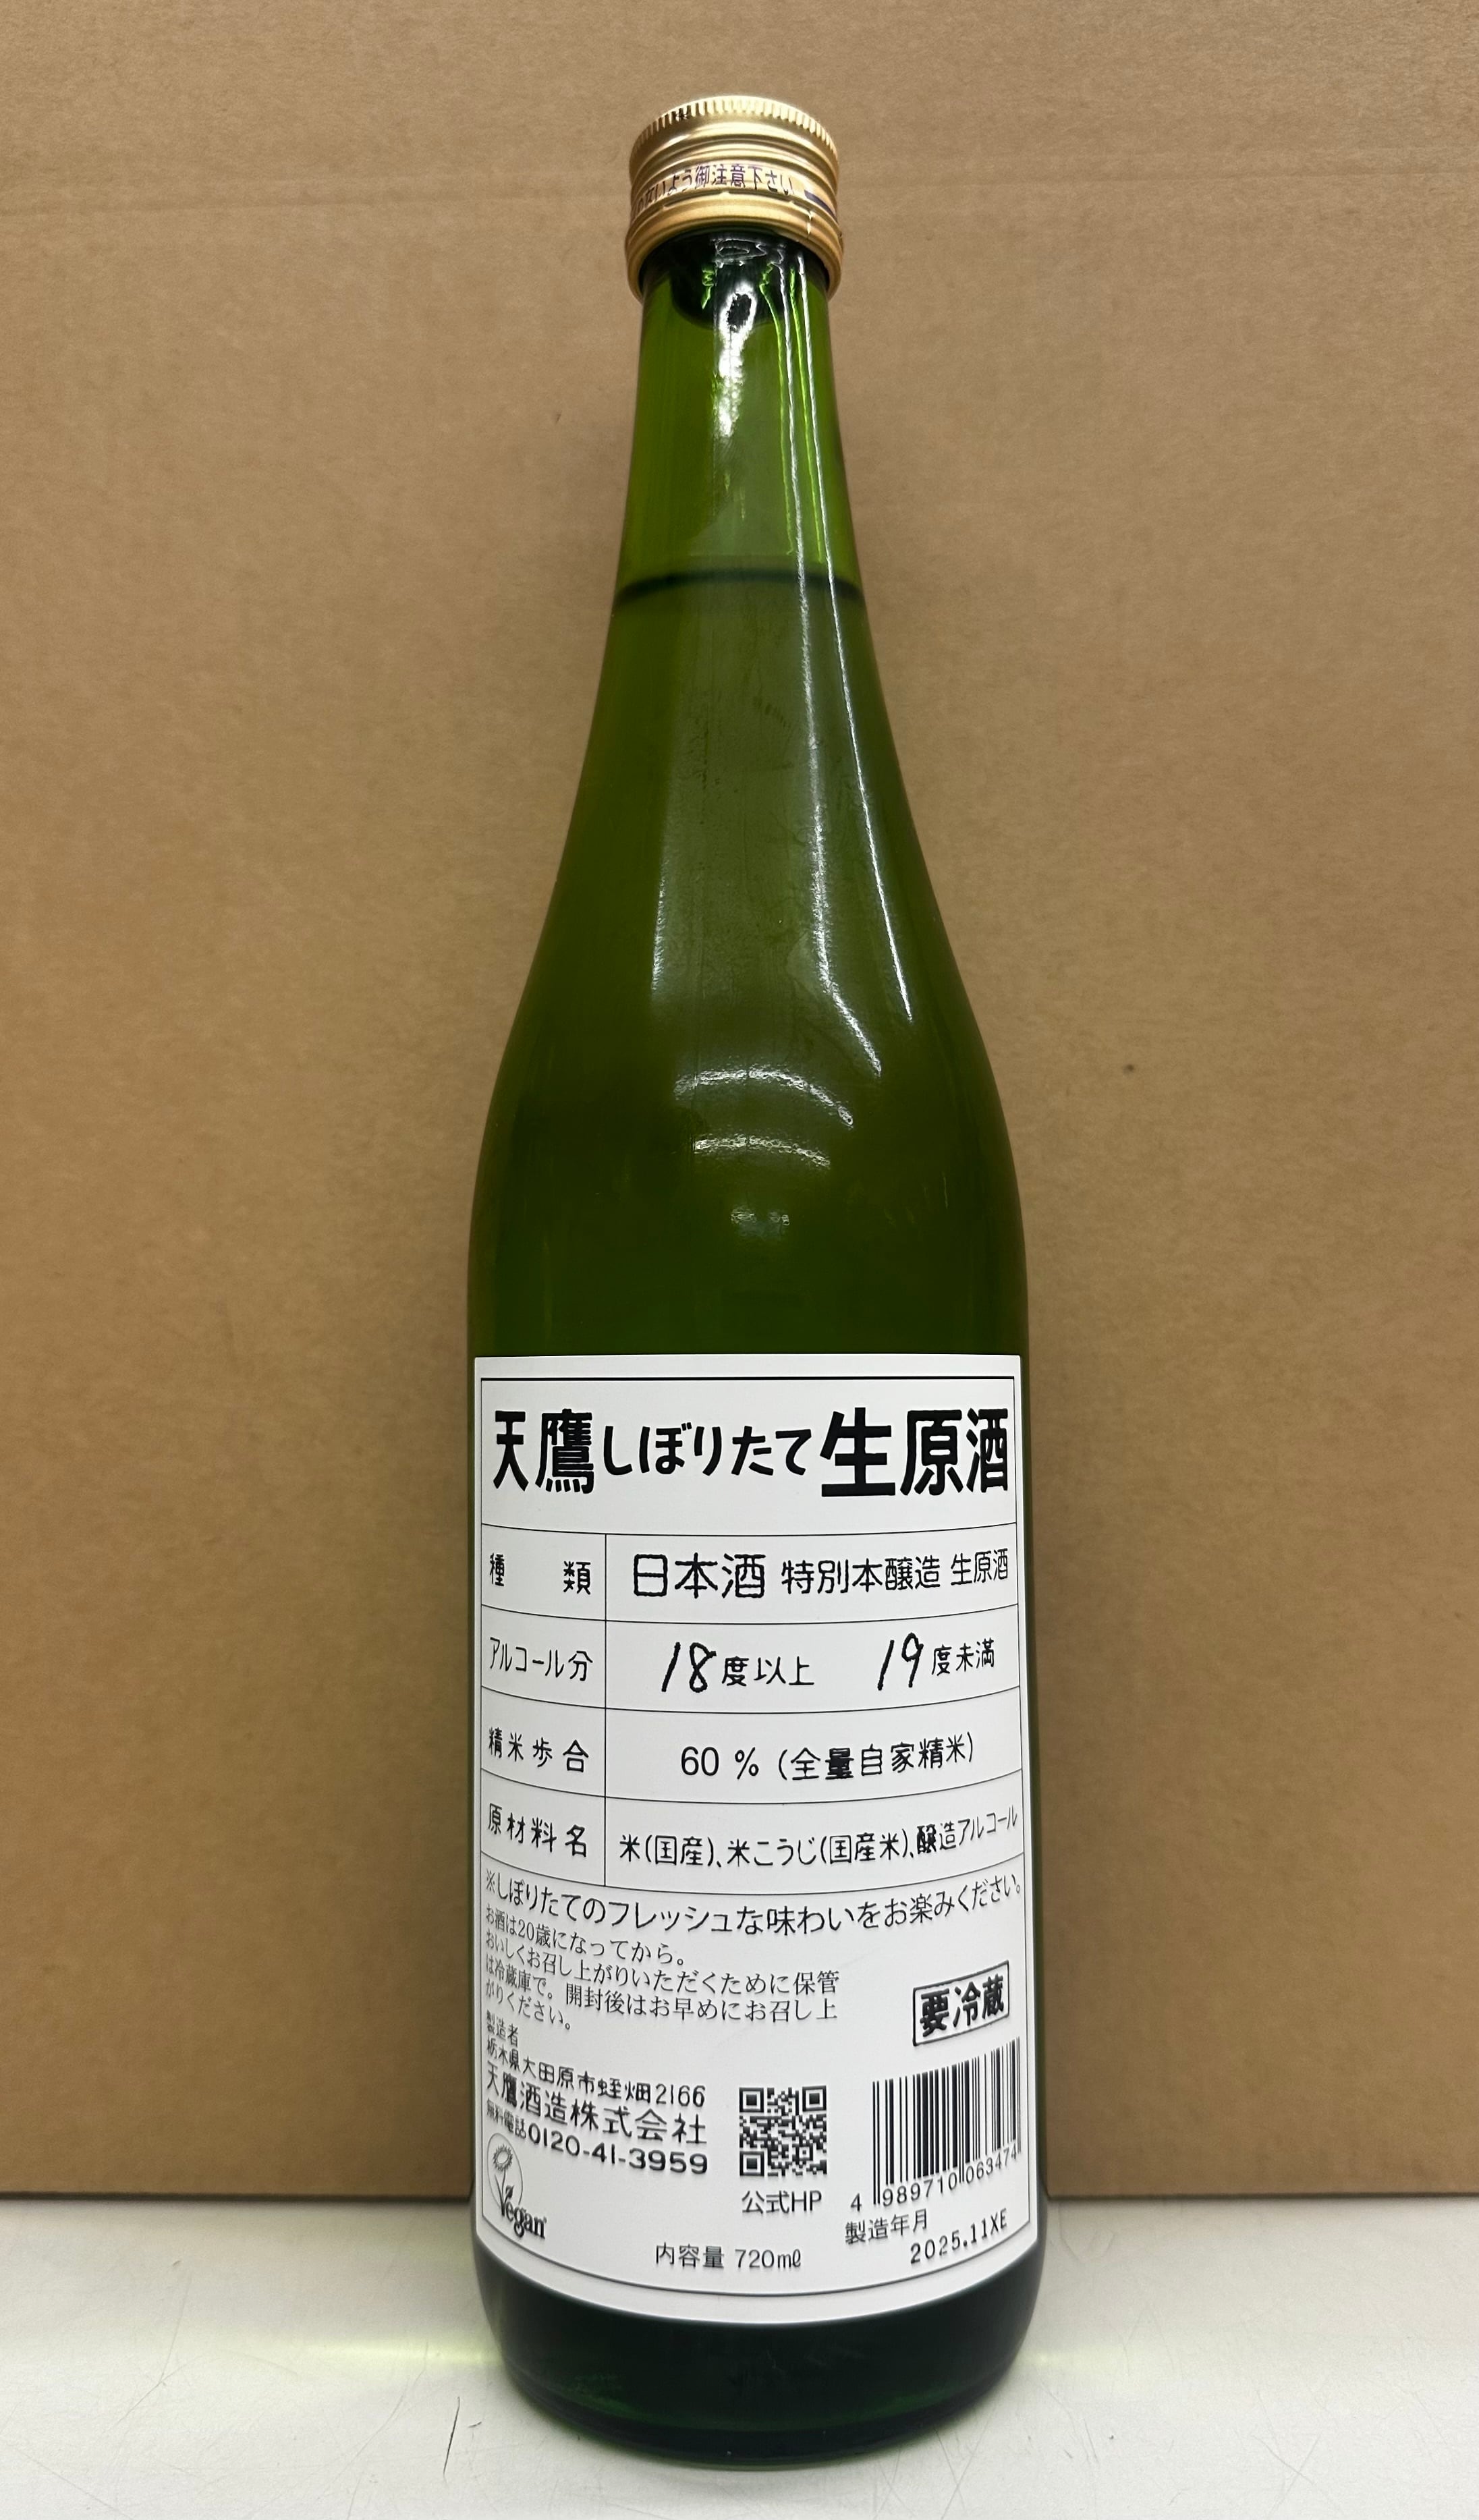 ないよう御注意下さい
天鷹しぼりたて生原酒
種類 日本酒 特別本醸造 生原酒
アルコール分 18度以上 19度未満
精米歩合 60 % (全量自家精米)
原材料名 米(国産)、米こうじ(国産米)、醸造アルコール
※しぼりたてのフレッシュな味わいをお楽みください。
お酒は20歳になってから。
おいしくお召し上がりいただくために保管
は冷蔵庫で。開封後はお早めにお召し上
がりください。
要冷蔵
製造者
栃木県大田原市蛭畑2166
天鷹酒造株式会社
無料電話0120-41-3959
Vegan
公式HP
4 989710 063474
製造年月
2025.11XE
内容量 720mℓ